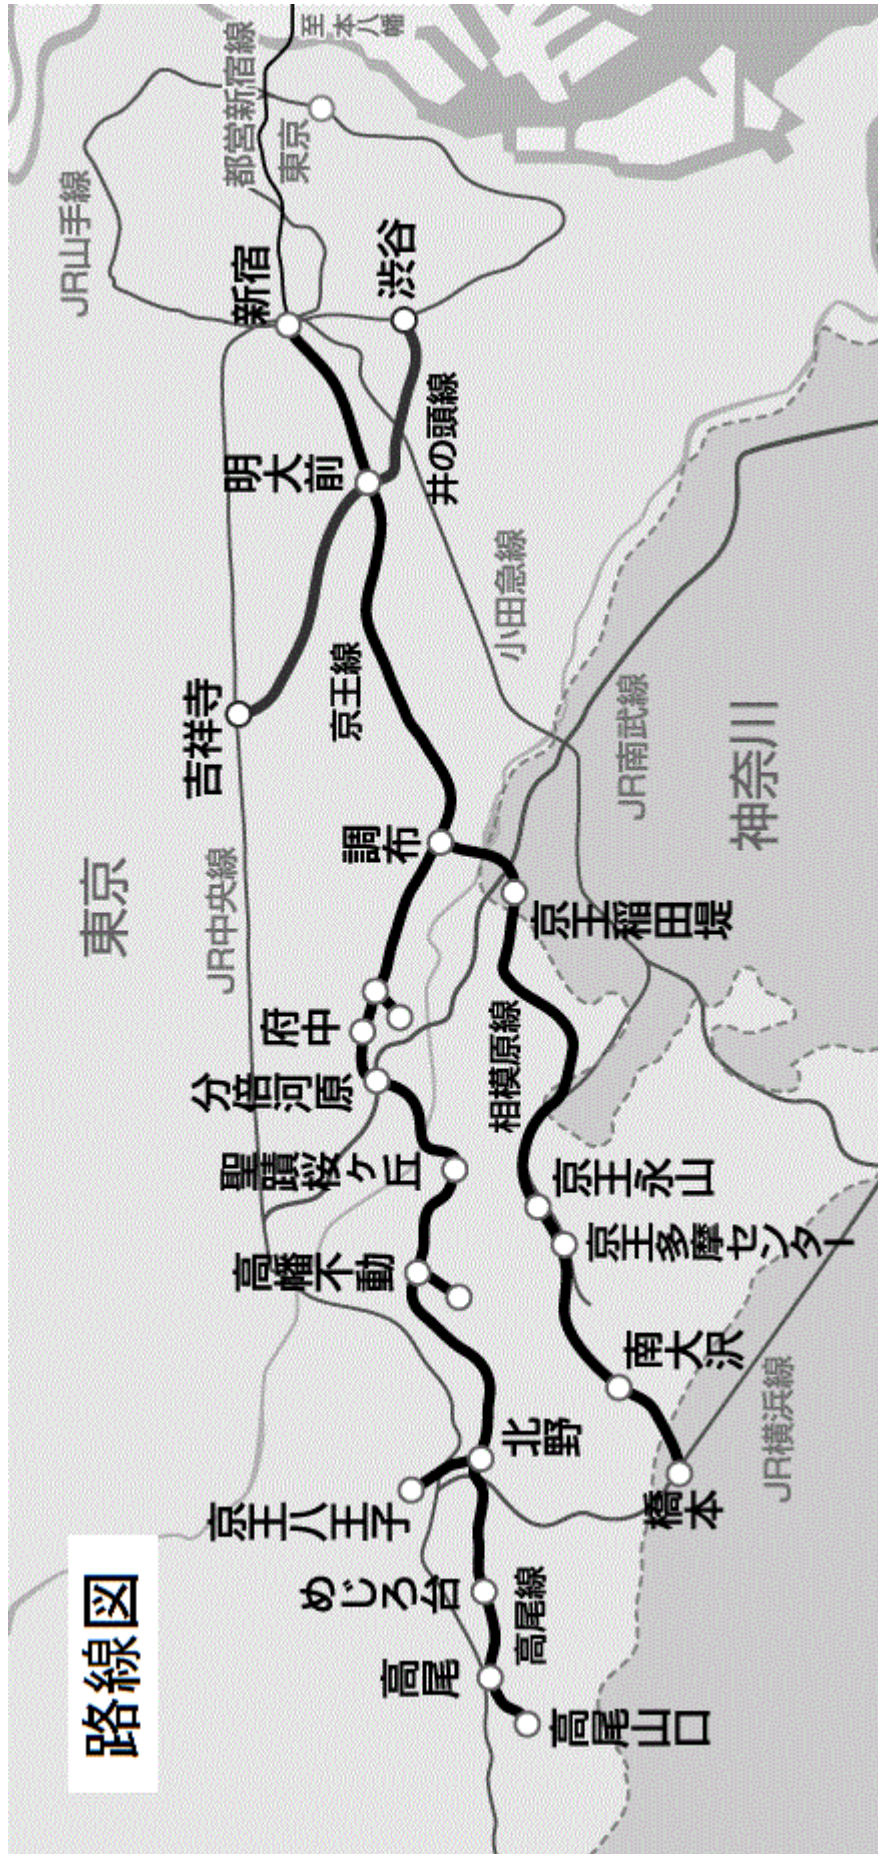 路線図
東京
神奈川
JR山手線
都営新宿線
至本八幡
東京
新宿
渋谷
明大前
井の頭線
小田急線
吉祥寺
京王線
JR南武線
調布
JR中央線
京王稲田堤
府中
分倍河原
相模原線
聖蹟桜ヶ丘
京王永山
京王多摩センター
高幡不動
南大沢
北野
JR横浜線
橋本
京王八王子
めじろ台
高尾線
高尾
高尾山口